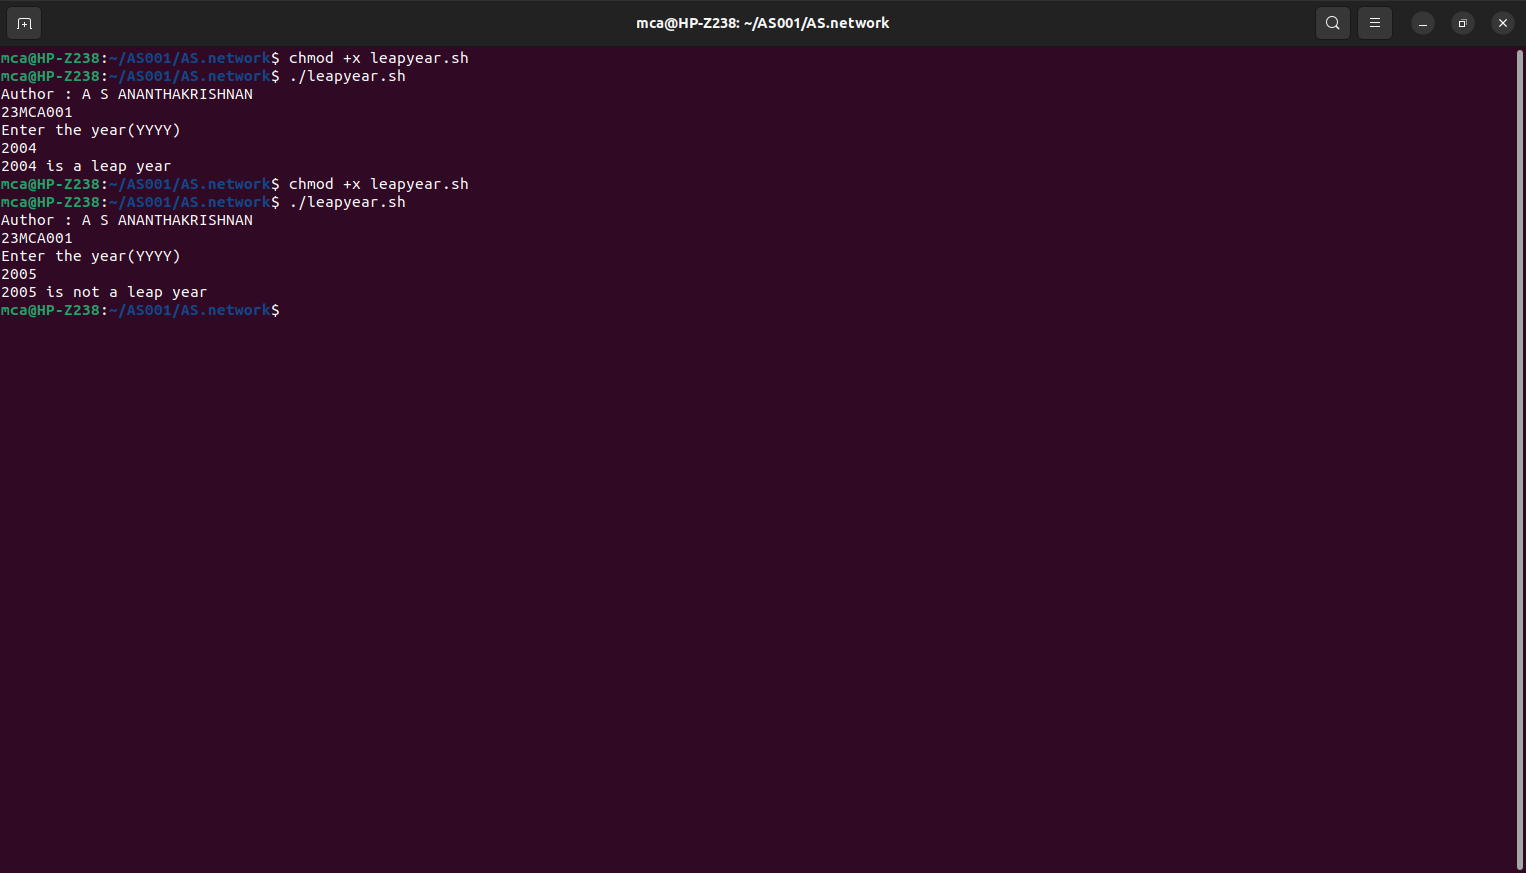 mca@HP-Z238: ~/AS001/AS.network
mca@HP-Z238:~/AS001/AS.network$ chmod +x leapyear.sh
mca@HP-Z238:~/AS001/AS.network$ ./leapyear.sh
Author : A S ANANTHAKRISHNAN
23MCA001
Enter the year(YYYY)
2004
2004 is a leap year
mca@HP-Z238:~/AS001/AS.network$ chmod +x leapyear.sh
mca@HP-Z238:~/AS001/AS.network$ ./leapyear.sh
Author : A S ANANTHAKRISHNAN
23MCA001
Enter the year(YYYY)
2005
2005 is not a leap year
mca@HP-Z238:~/AS001/AS.network$